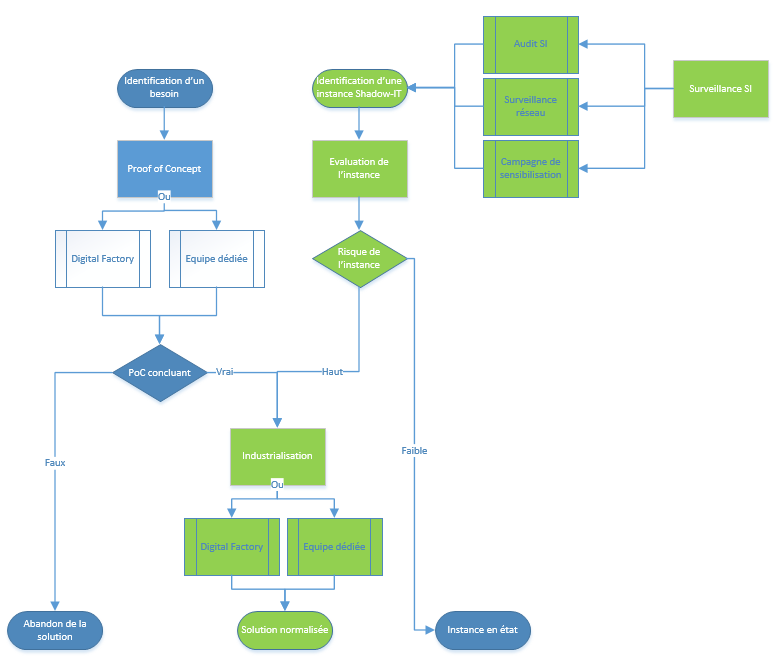 Audit SI
Identification d'un
besoin
Identification d'une
instance Shadow-IT
Surveillance
réseau
Surveillance SI
Proof of Concept
Ou
Evaluation de
l'instance
Campagne de
sensibilisation
Digital Factory
Equipe dédiée
Risque de
l'instance
PoC concluant
Vrai
Haut
Faux
Industrialisation
Ou
Faible
Digital Factory
Equipe dédiée
Abandon de la
solution
Solution normalisée
Instance en état